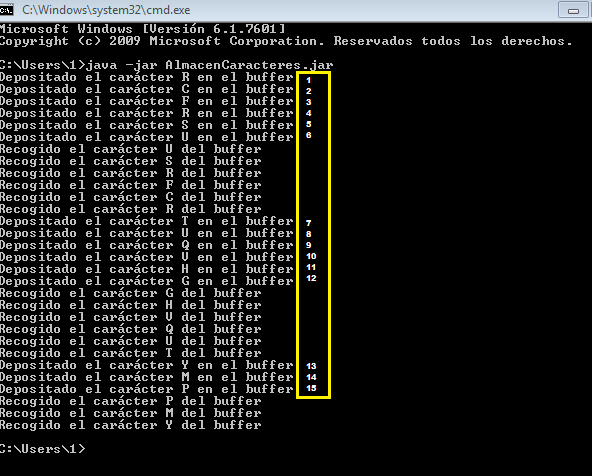 C:\Windows\system32\cmd.exe
Microsoft Windows [Versión 6.1.7601]
Copyright (c) 2009 Microsoft Corporation. Reservados todos los derechos.
C:\Users\1>java -jar AlmacenCaracteres.jar
Depositado el carácter R en el buffer 1
Depositado el carácter C en el buffer 2
Depositado el carácter F en el buffer 3
Depositado el carácter R en el buffer 4
Depositado el carácter S en el buffer 5
Depositado el carácter U en el buffer 6
Recogido el carácter U del buffer
Recogido el carácter S del buffer
Recogido el carácter R del buffer
Recogido el carácter F del buffer
Recogido el carácter C del buffer
Recogido el carácter R del buffer
Depositado el carácter T en el buffer 7
Depositado el carácter U en el buffer 8
Depositado el carácter Q en el buffer 9
Depositado el carácter V en el buffer 10
Depositado el carácter H en el buffer 11
Depositado el carácter G en el buffer 12
Recogido el carácter G del buffer
Recogido el carácter H del buffer
Recogido el carácter V del buffer
Recogido el carácter Q del buffer
Recogido el carácter U del buffer
Recogido el carácter T del buffer
Depositado el carácter Y en el buffer 13
Depositado el carácter M en el buffer 14
Depositado el carácter P en el buffer 15
Recogido el carácter P del buffer
Recogido el carácter M del buffer
Recogido el carácter Y del buffer
C:\Users\1>